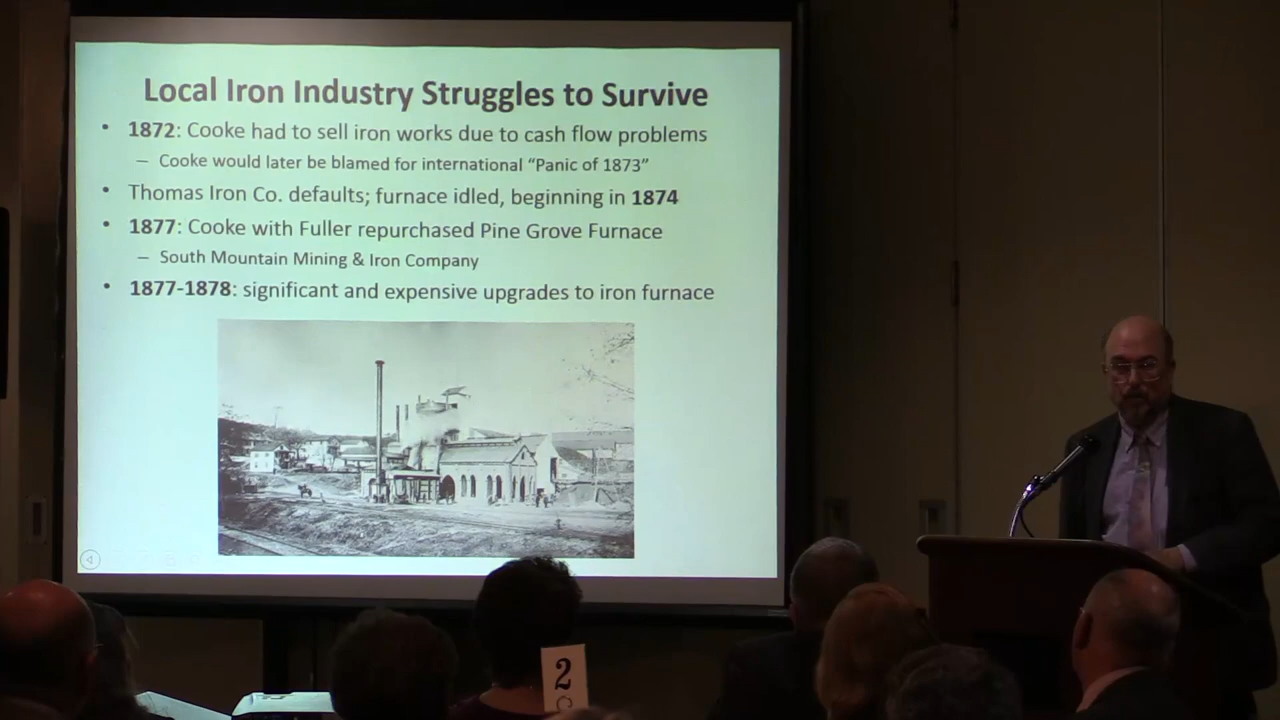 Local Iron Industry Struggles to Survive
• 1872: Cooke had to sell iron works due to cash flow problems
– Cooke would later be blamed for international “Panic of 1873”
• Thomas Iron Co. defaults; furnace idled, beginning in 1874
• 1877: Cooke with Fuller repurchased Pine Grove Furnace
– South Mountain Mining & Iron Company
• 1877-1878: significant and expensive upgrades to iron furnace
2